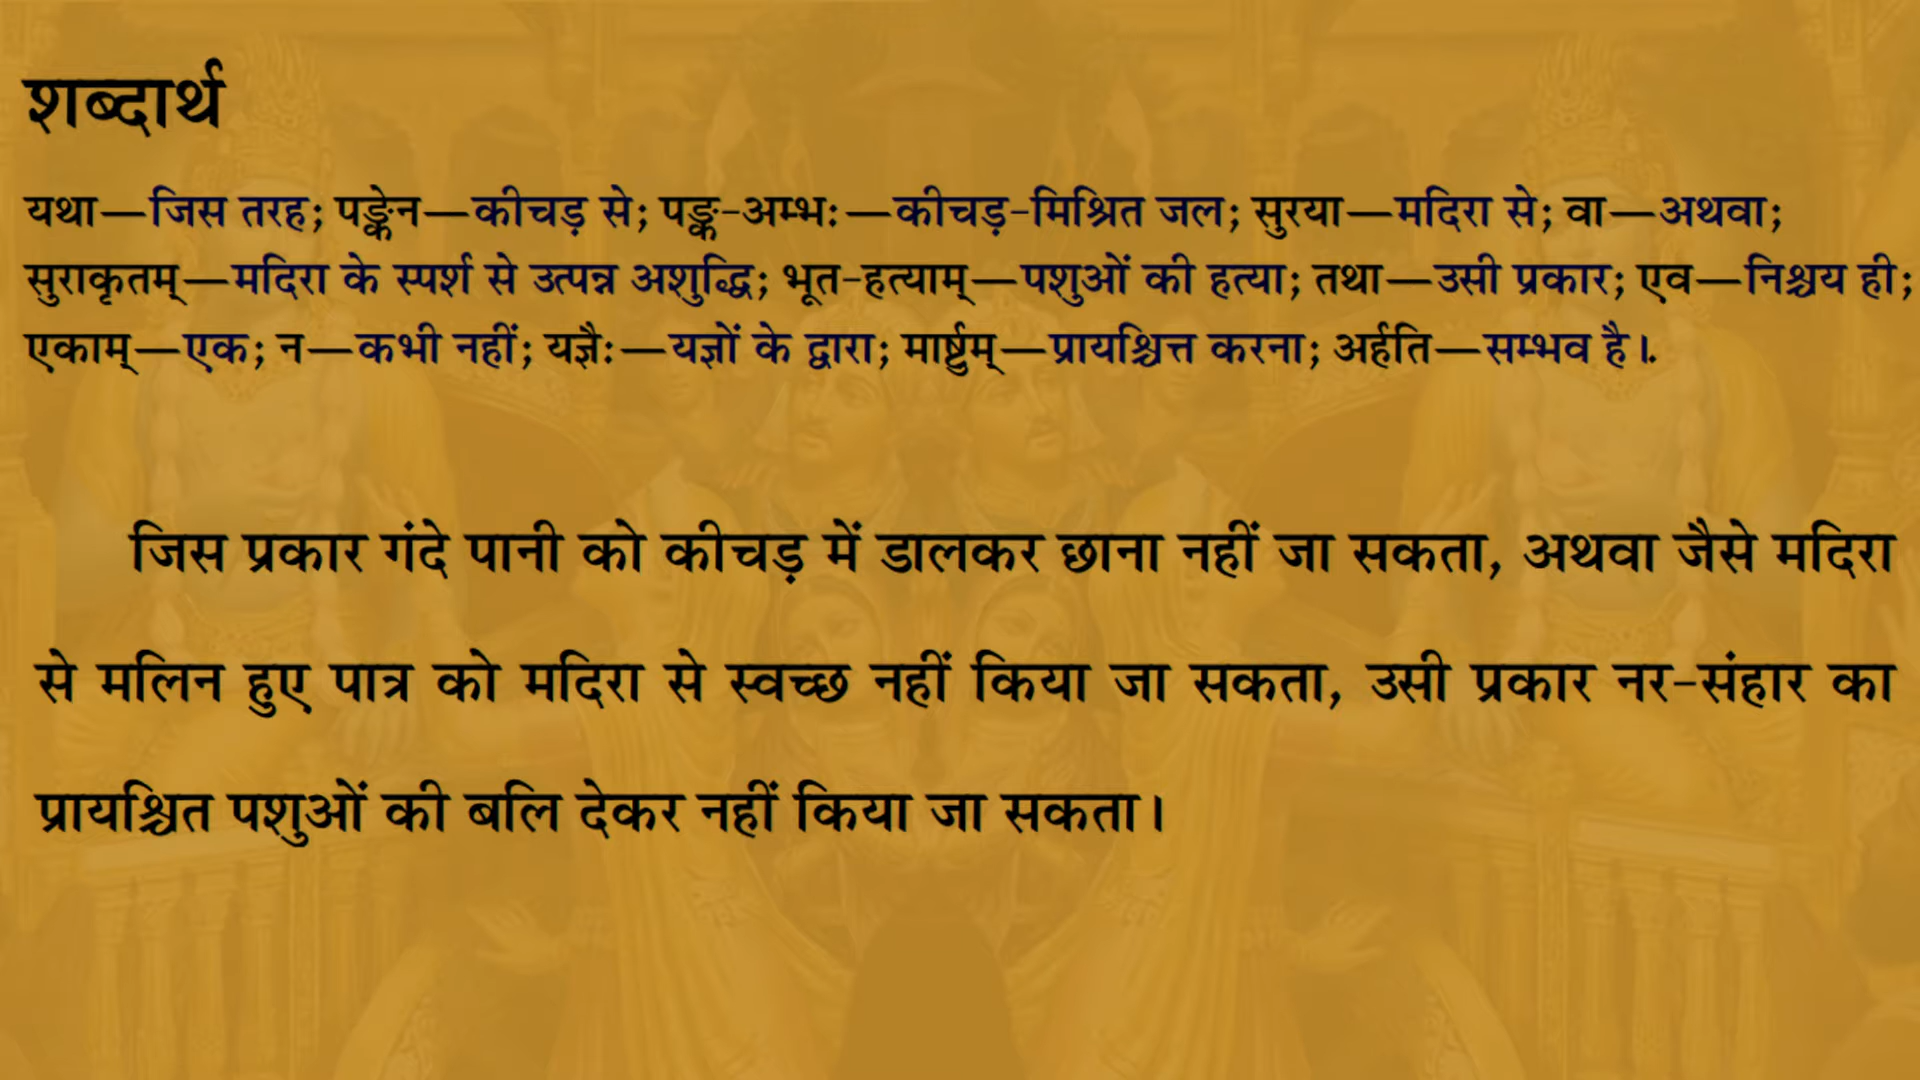 शब्दार्थ
यथा—जिस तरह; पङ्केन—कीचड़ से; पङ्क-अम्भः—कीचड़-मिश्रित जल; सुरया—मदिरा से; वा—अथवा;
सुराकृतम्—मदिरा के स्पर्श से उत्पन्न अशुद्धि; भूत-हत्याम्—पशुओं की हत्या; तथा—उसी प्रकार; एव—निश्चय ही;
एकाम्—एक; न—कभी नहीं; यज्ञैः—यज्ञों के द्वारा; मार्ष्टुम्—प्रायश्चित्त करना; अर्हति—सम्भव है।.
जिस प्रकार गंदे पानी को कीचड़ में डालकर छाना नहीं जा सकता, अथवा जैसे मदिरा
से मलिन हुए पात्र को मदिरा से स्वच्छ नहीं किया जा सकता, उसी प्रकार नर-संहार का
प्रायश्चित पशुओं की बलि देकर नहीं किया जा सकता।